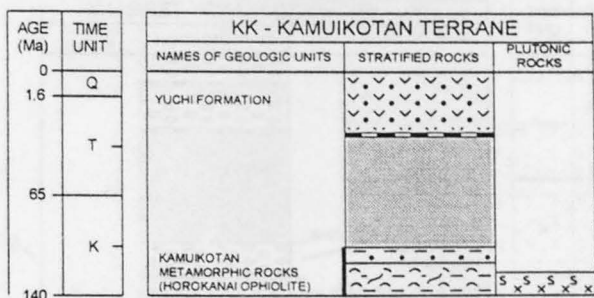 AGE
(Ma)
TIME
UNIT
KK - KAMUIKOTAN TERRANE
NAMES OF GEOLOGIC UNITS
STRATIFIED ROCKS
PLUTONIC
ROCKS
0
Q
1.6
YUCHI FORMATION
T
65
K
KAMUIKOTAN
METAMORPHIC ROCKS
(HOROKANAI OPHIOLITE)
S S S S
x x x x x
140